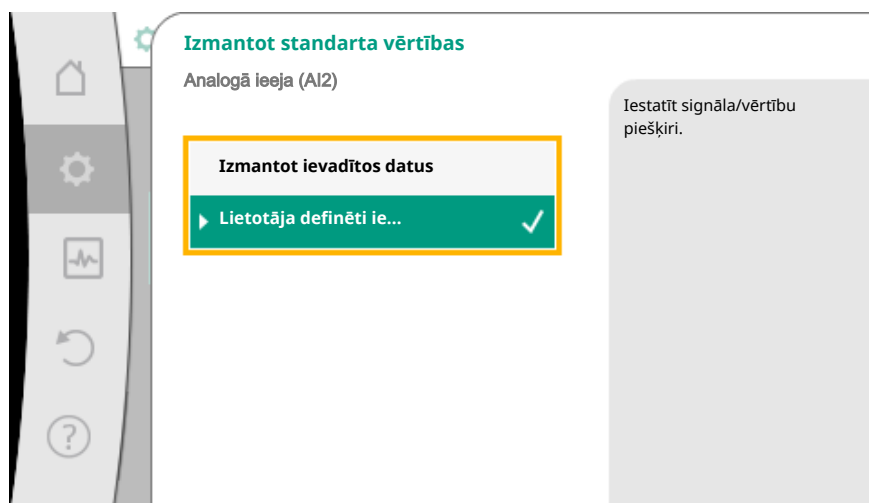 Izmantot standarta vērtības
Analogā ieeja (AI2)
Izmantot ievadītos datus
Lietotāja definēti ie...
Iestatīt signāla/vērtību
piešķiri.
?